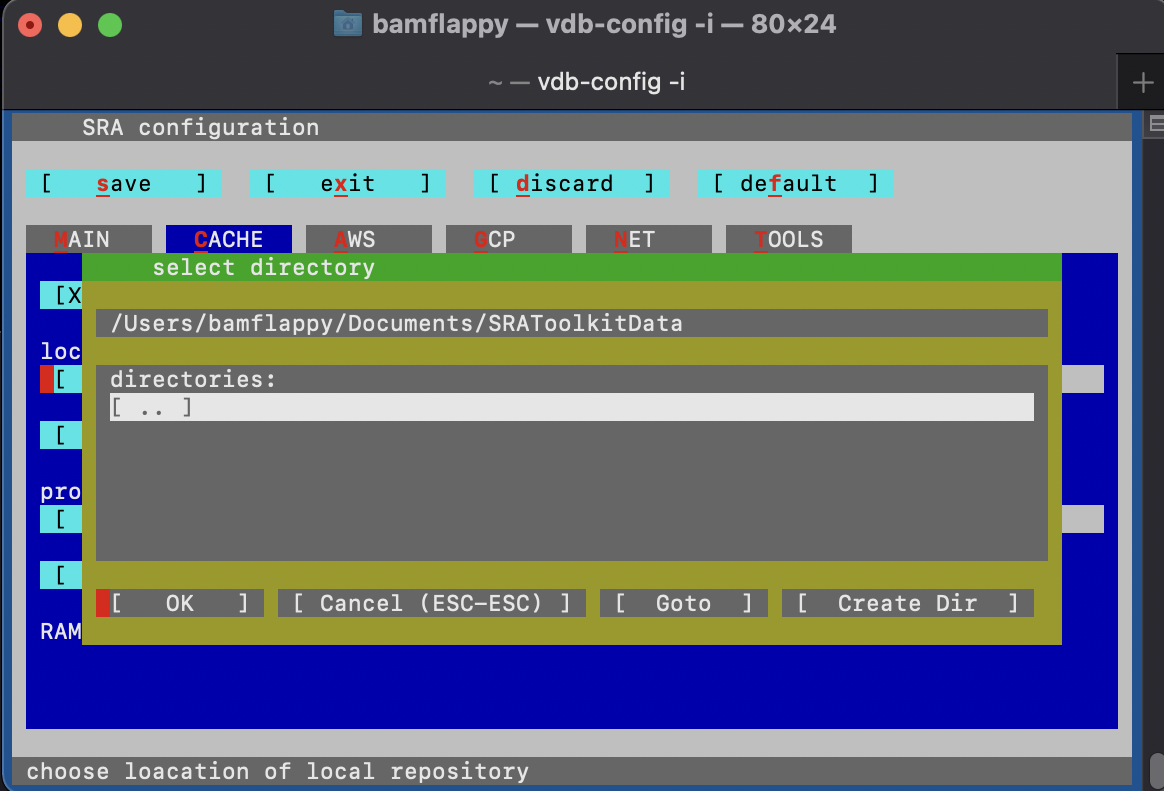 bamflappy — vdb-config -i — 80×24
~ — vdb-config -i
+
SRA configuration
[ save ] [ exit ] [ discard ] [ default ]
MAIN CACHE AWS GCP NET TOOLS
select directory
[X
/Users/bamflappy/Documents/SRAToolkitData
loc
directories:
[
[ .. ]
[
pro
[
[
[ OK ] [ Cancel (ESC-ESC) ] [ Goto ] [ Create Dir ]
RAM
choose loacation of local repository